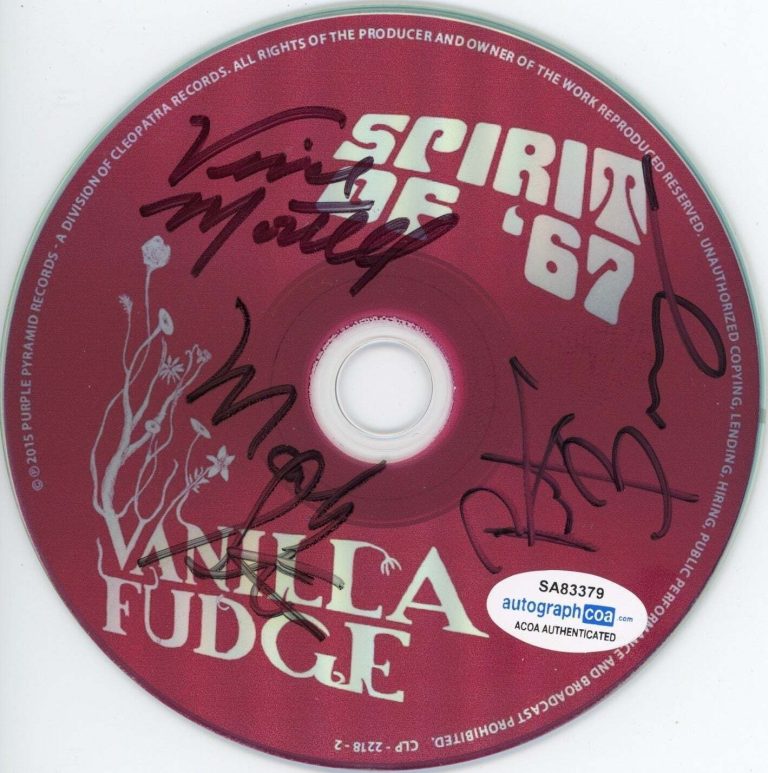 ©℗2015 PURPLE PYRAMID RECORDS - A DIVISION OF CLEOPATRA RECORDS. ALL RIGHTS OF THE PRODUCER AND OWNER OF THE WORK REPRODUCED RESERVED. UNAUTHORIZED COPYING, LENDING, HIRING, PUBLIC PERFORMANCE AND BROADCAST PROHIBITED.
CLP - 2218 - 2
SPIRIT
OF '67
Vince
Martell
VANILLA
FUDGE
SA83379
autographcoa.com
ACOA AUTHENTICATED